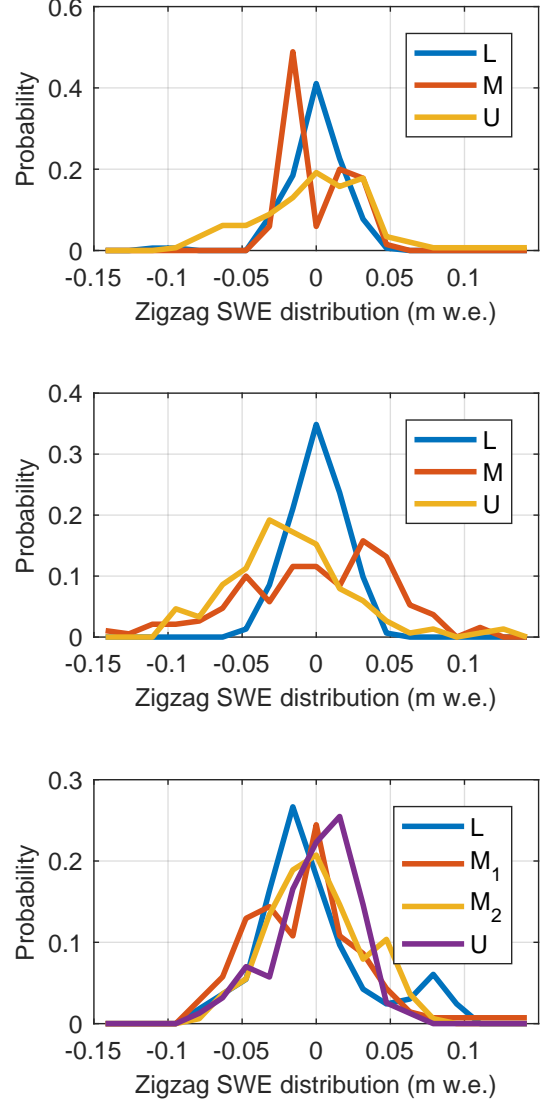 0.6
0.4
0.2
0
Probability
-0.15 -0.1 -0.05 0 0.05 0.1
Zigzag SWE distribution (m w.e.)
L
M
U
0.4
0.3
0.2
0.1
0
Probability
-0.15 -0.1 -0.05 0 0.05 0.1
Zigzag SWE distribution (m w.e.)
L
M
U
0.3
0.2
0.1
0
Probability
-0.15 -0.1 -0.05 0 0.05 0.1
Zigzag SWE distribution (m w.e.)
L
M1
M2
U